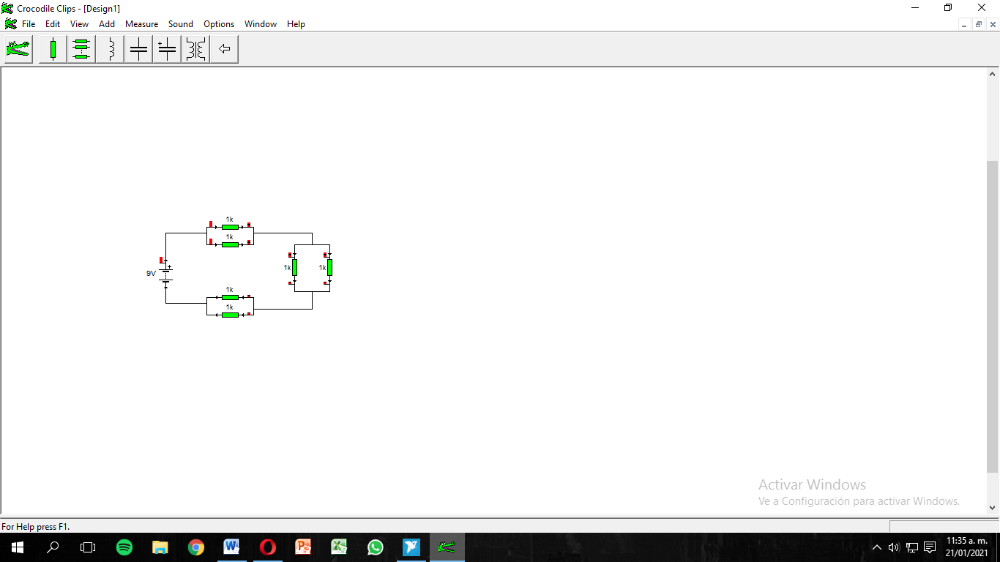 Crocodile Clips - [Design1]
File Edit View Add Measure Sound Options Window Help
1k
1k
1k 1k
9V
1k
1k
Activar Windows
Ve a Configuración para activar Windows.
For Help press F1.
11:35 a. m.
21/01/2021